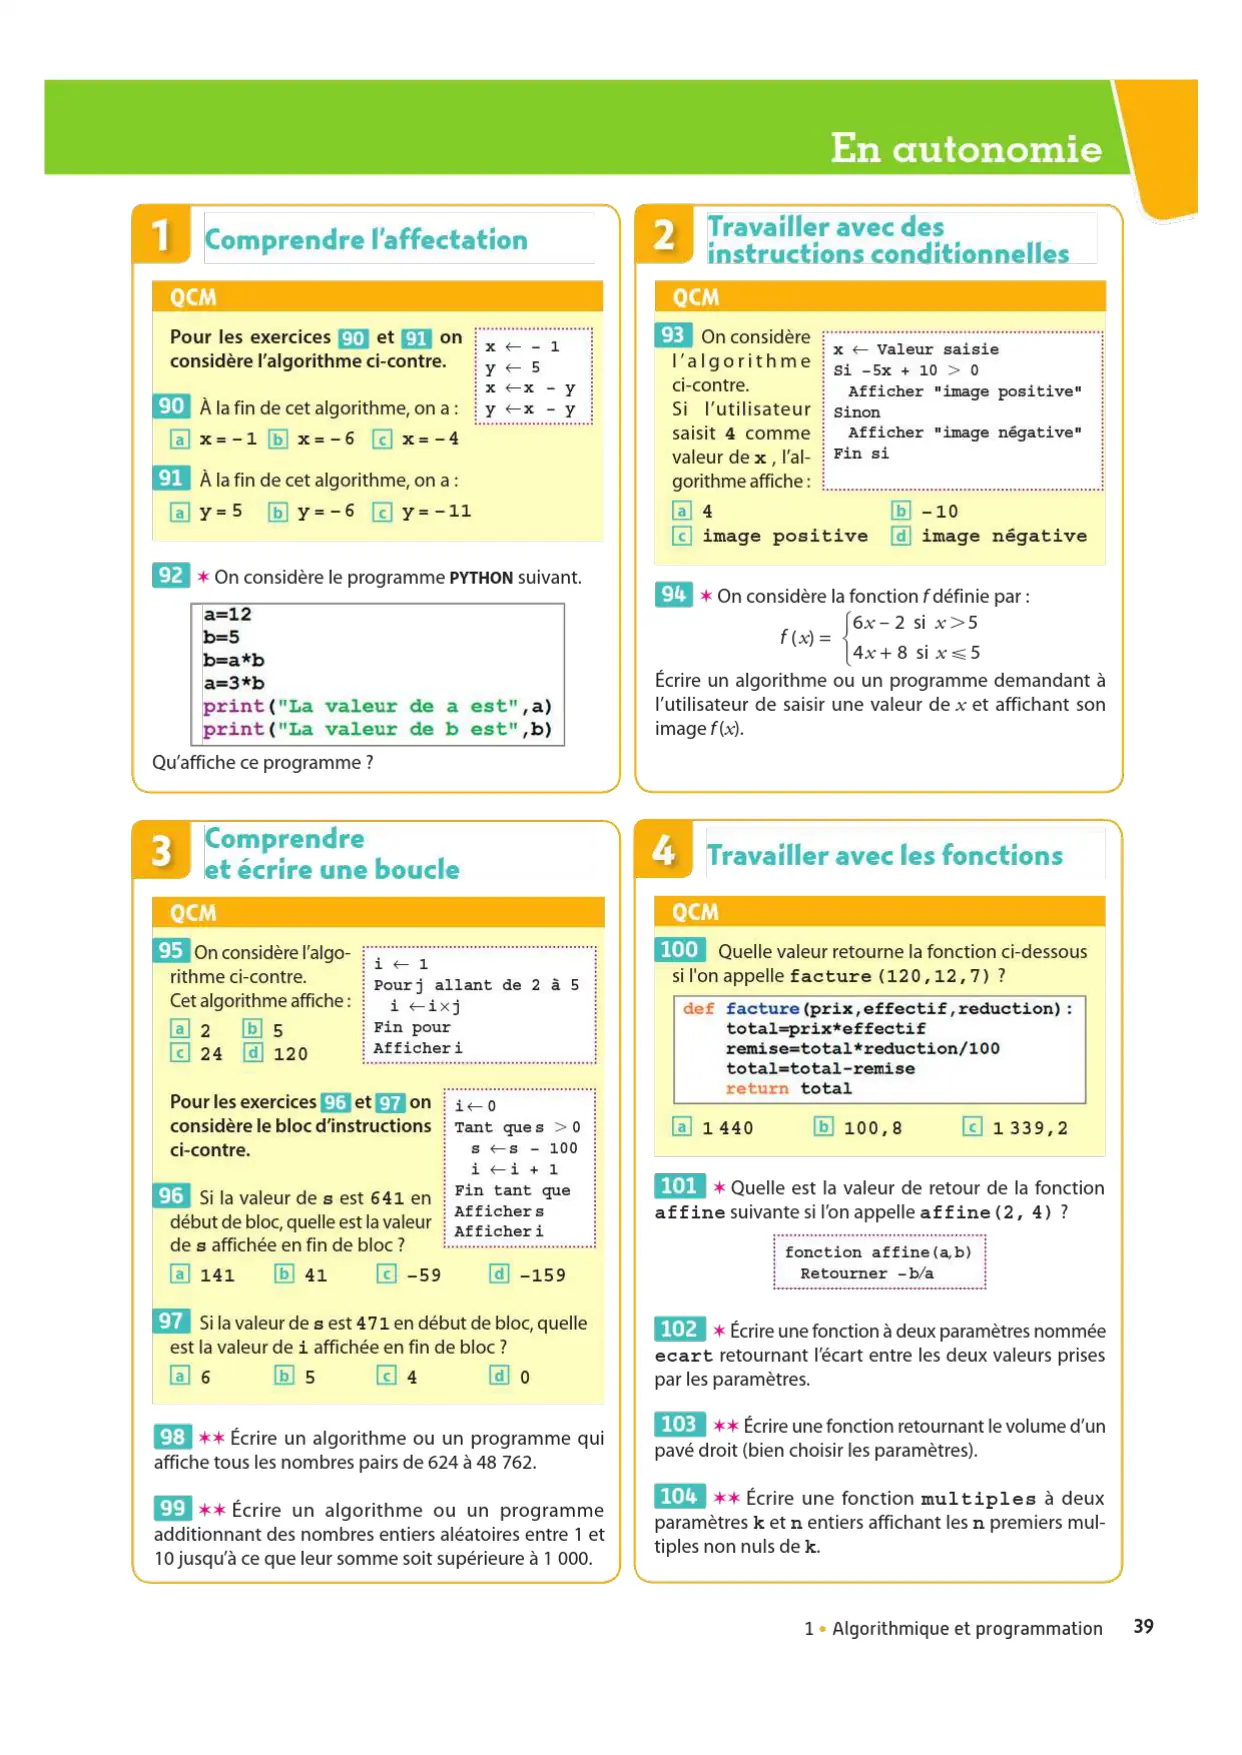 En autonomie
1 Comprendre l'affectation
QCM
Pour les exercices 90 et 91 on
considère l'algorithme ci-contre.
x ← - 1
y ← 5
x ←x - y
y ←x - y
90 À la fin de cet algorithme, on a :
a x = - 1 b x = - 6 c x = - 4
91 À la fin de cet algorithme, on a :
a y = 5 b y = - 6 c y = - 11
92 ★ On considère le programme PYTHON suivant.
a=12
b=5
b=a*b
a=3*b
print("La valeur de a est",a)
print("La valeur de b est",b)
Qu'affiche ce programme ?
2 Travailler avec des
instructions conditionnelles
QCM
93 On considère
l'algorithme
ci-contre.
Si l'utilisateur
saisit 4 comme
valeur de x , l'al-
gorithme affiche :
x ← Valeur saisie
Si -5x + 10 > 0
Afficher "image positive"
Sinon
Afficher "image négative"
Fin si
a 4 b - 10
c image positive d image négative
94 ★ On considère la fonction f définie par :
f (x) = { 6x – 2 si x > 5
4x + 8 si x ⩽ 5
Écrire un algorithme ou un programme demandant à
l'utilisateur de saisir une valeur de x et affichant son
image f (x).
3 Comprendre
et écrire une boucle
QCM
95 On considère l'algo-
rithme ci-contre.
Cet algorithme affiche :
a 2 b 5
c 24 d 120
i ← 1
Pour j allant de 2 à 5
i ←i×j
Fin pour
Afficher i
Pour les exercices 96 et 97 on
considère le bloc d'instructions
ci-contre.
i← 0
Tant que s > 0
s ←s - 100
i ←i + 1
Fin tant que
Afficher s
Afficher i
96 Si la valeur de s est 641 en
début de bloc, quelle est la valeur
de s affichée en fin de bloc ?
a 141 b 41 c -59 d -159
97 Si la valeur de s est 471 en début de bloc, quelle
est la valeur de i affichée en fin de bloc ?
a 6 b 5 c 4 d 0
98 ★★ Écrire un algorithme ou un programme qui
affiche tous les nombres pairs de 624 à 48 762.
99 ★★ Écrire un algorithme ou un programme
additionnant des nombres entiers aléatoires entre 1 et
10 jusqu'à ce que leur somme soit supérieure à 1 000.
4 Travailler avec les fonctions
QCM
100 Quelle valeur retourne la fonction ci-dessous
si l'on appelle facture (120,12,7) ?
def facture(prix,effectif,reduction):
total=prix*effectif
remise=total*reduction/100
total=total-remise
return total
a 1 440 b 100,8 c 1 339,2
101 ★ Quelle est la valeur de retour de la fonction
affine suivante si l'on appelle affine(2, 4) ?
fonction affine(a,b)
Retourner -b/a
102 ★ Écrire une fonction à deux paramètres nommée
ecart retournant l'écart entre les deux valeurs prises
par les paramètres.
103 ★★ Écrire une fonction retournant le volume d'un
pavé droit (bien choisir les paramètres).
104 ★★ Écrire une fonction multiples à deux
paramètres k et n entiers affichant les n premiers mul-
tiples non nuls de k.
1 • Algorithmique et programmation 39